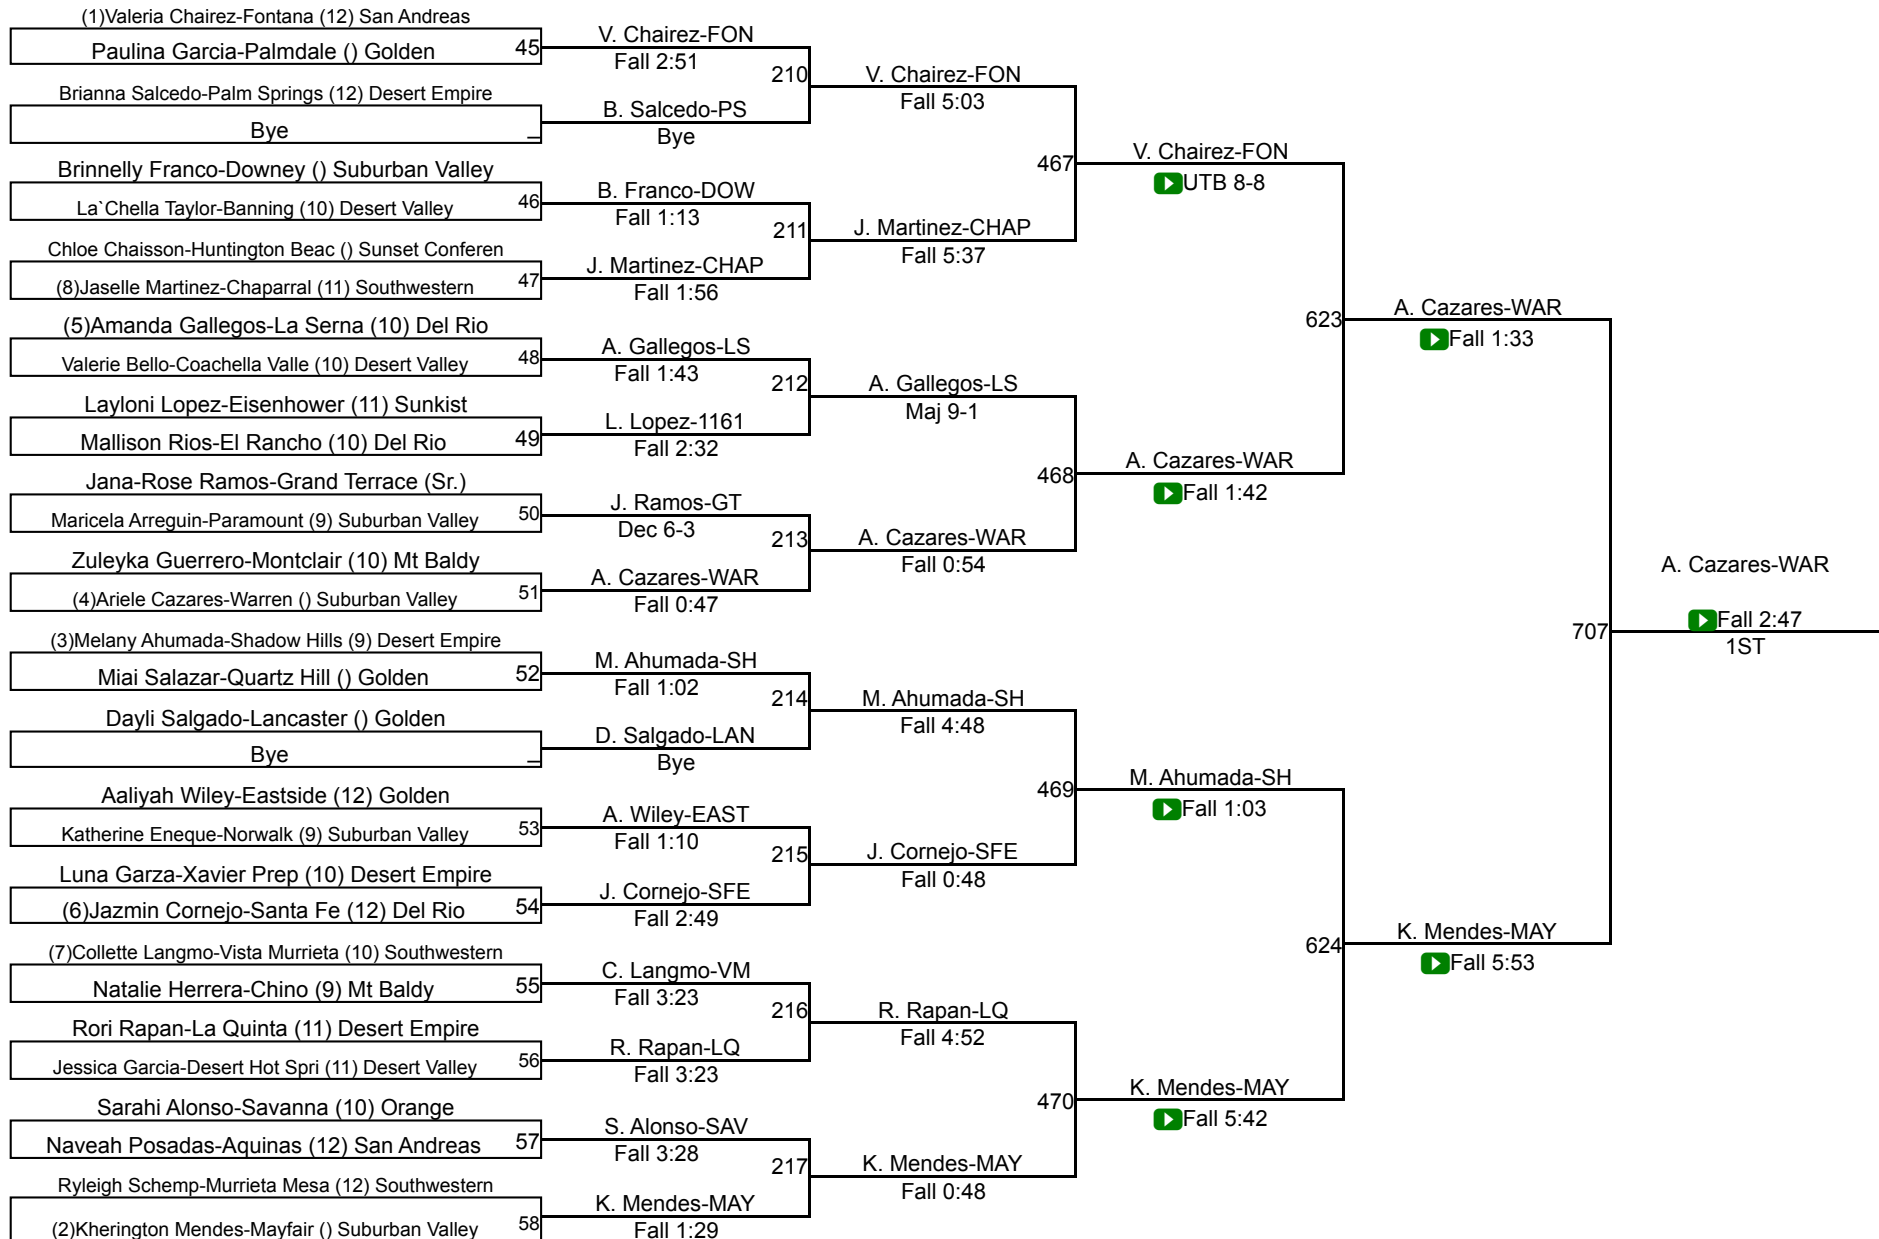 (1)Valeria Chairez-Fontana (12) San Andreas
Paulina Garcia-Palmdale () Golden
45
Brianna Salcedo-Palm Springs (12) Desert Empire
Bye
_
Brinnelly Franco-Downey () Suburban Valley
La`Chella Taylor-Banning (10) Desert Valley
46
Chloe Chaisson-Huntington Beac () Sunset Conferen
(8)Jaselle Martinez-Chaparral (11) Southwestern
47
(5)Amanda Gallegos-La Serna (10) Del Rio
Valerie Bello-Coachella Valle (10) Desert Valley
48
Layloni Lopez-Eisenhower (11) Sunkist
Mallison Rios-El Rancho (10) Del Rio
49
Jana-Rose Ramos-Grand Terrace (Sr.)
Maricela Arreguin-Paramount (9) Suburban Valley
50
Zuleyka Guerrero-Montclair (10) Mt Baldy
(4)Ariele Cazares-Warren () Suburban Valley
51
(3)Melany Ahumada-Shadow Hills (9) Desert Empire
Miai Salazar-Quartz Hill () Golden
52
Dayli Salgado-Lancaster () Golden
Bye
_
Aaliyah Wiley-Eastside (12) Golden
Katherine Eneque-Norwalk (9) Suburban Valley
53
Luna Garza-Xavier Prep (10) Desert Empire
(6)Jazmin Cornejo-Santa Fe (12) Del Rio
54
(7)Collette Langmo-Vista Murrieta (10) Southwestern
Natalie Herrera-Chino (9) Mt Baldy
55
Rori Rapan-La Quinta (11) Desert Empire
Jessica Garcia-Desert Hot Spri (11) Desert Valley
56
Sarahi Alonso-Savanna (10) Orange
Naveah Posadas-Aquinas (12) San Andreas
57
Ryleigh Schemp-Murrieta Mesa (12) Southwestern
(2)Kherington Mendes-Mayfair () Suburban Valley
58
V. Chairez-FON
Fall 2:51
210
B. Salcedo-PS
Bye
B. Franco-DOW
Fall 1:13
211
J. Martinez-CHAP
Fall 1:56
A. Gallegos-LS
Fall 1:43
212
L. Lopez-1161
Fall 2:32
J. Ramos-GT
Dec 6-3
213
A. Cazares-WAR
Fall 0:47
M. Ahumada-SH
Fall 1:02
214
D. Salgado-LAN
Bye
A. Wiley-EAST
Fall 1:10
215
J. Cornejo-SFE
Fall 2:49
C. Langmo-VM
Fall 3:23
216
R. Rapan-LQ
Fall 3:23
S. Alonso-SAV
Fall 3:28
217
K. Mendes-MAY
Fall 1:29
V. Chairez-FON
Fall 5:03
467
J. Martinez-CHAP
Fall 5:37
A. Gallegos-LS
Maj 9-1
468
A. Cazares-WAR
Fall 0:54
M. Ahumada-SH
Fall 4:48
469
J. Cornejo-SFE
Fall 0:48
R. Rapan-LQ
Fall 4:52
470
K. Mendes-MAY
Fall 0:48
V. Chairez-FON
UTB 8-8
623
A. Cazares-WAR
Fall 1:42
M. Ahumada-SH
Fall 1:03
624
K. Mendes-MAY
Fall 5:42
A. Cazares-WAR
Fall 1:33
707
K. Mendes-MAY
Fall 5:53
A. Cazares-WAR
Fall 2:47
1ST